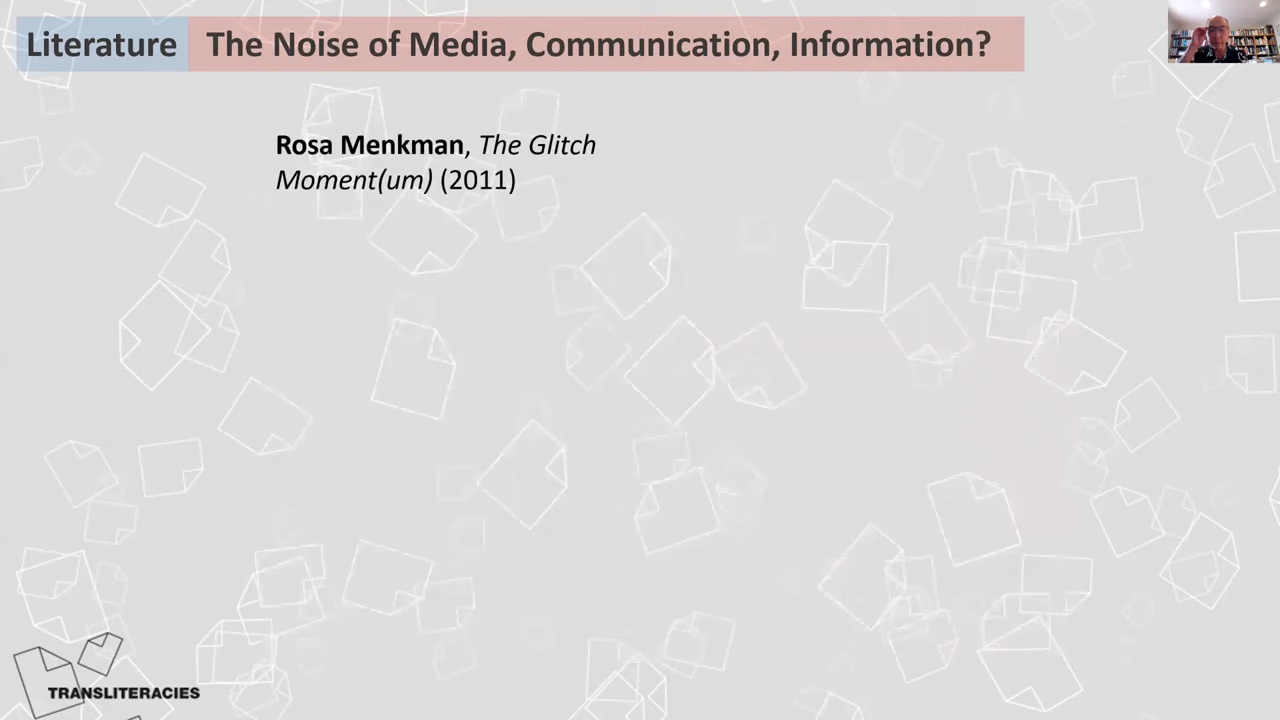 Literature The Noise of Media, Communication, Information?
Rosa Menkman, The Glitch
Moment(um) (2011)
TRANSLITERACIES